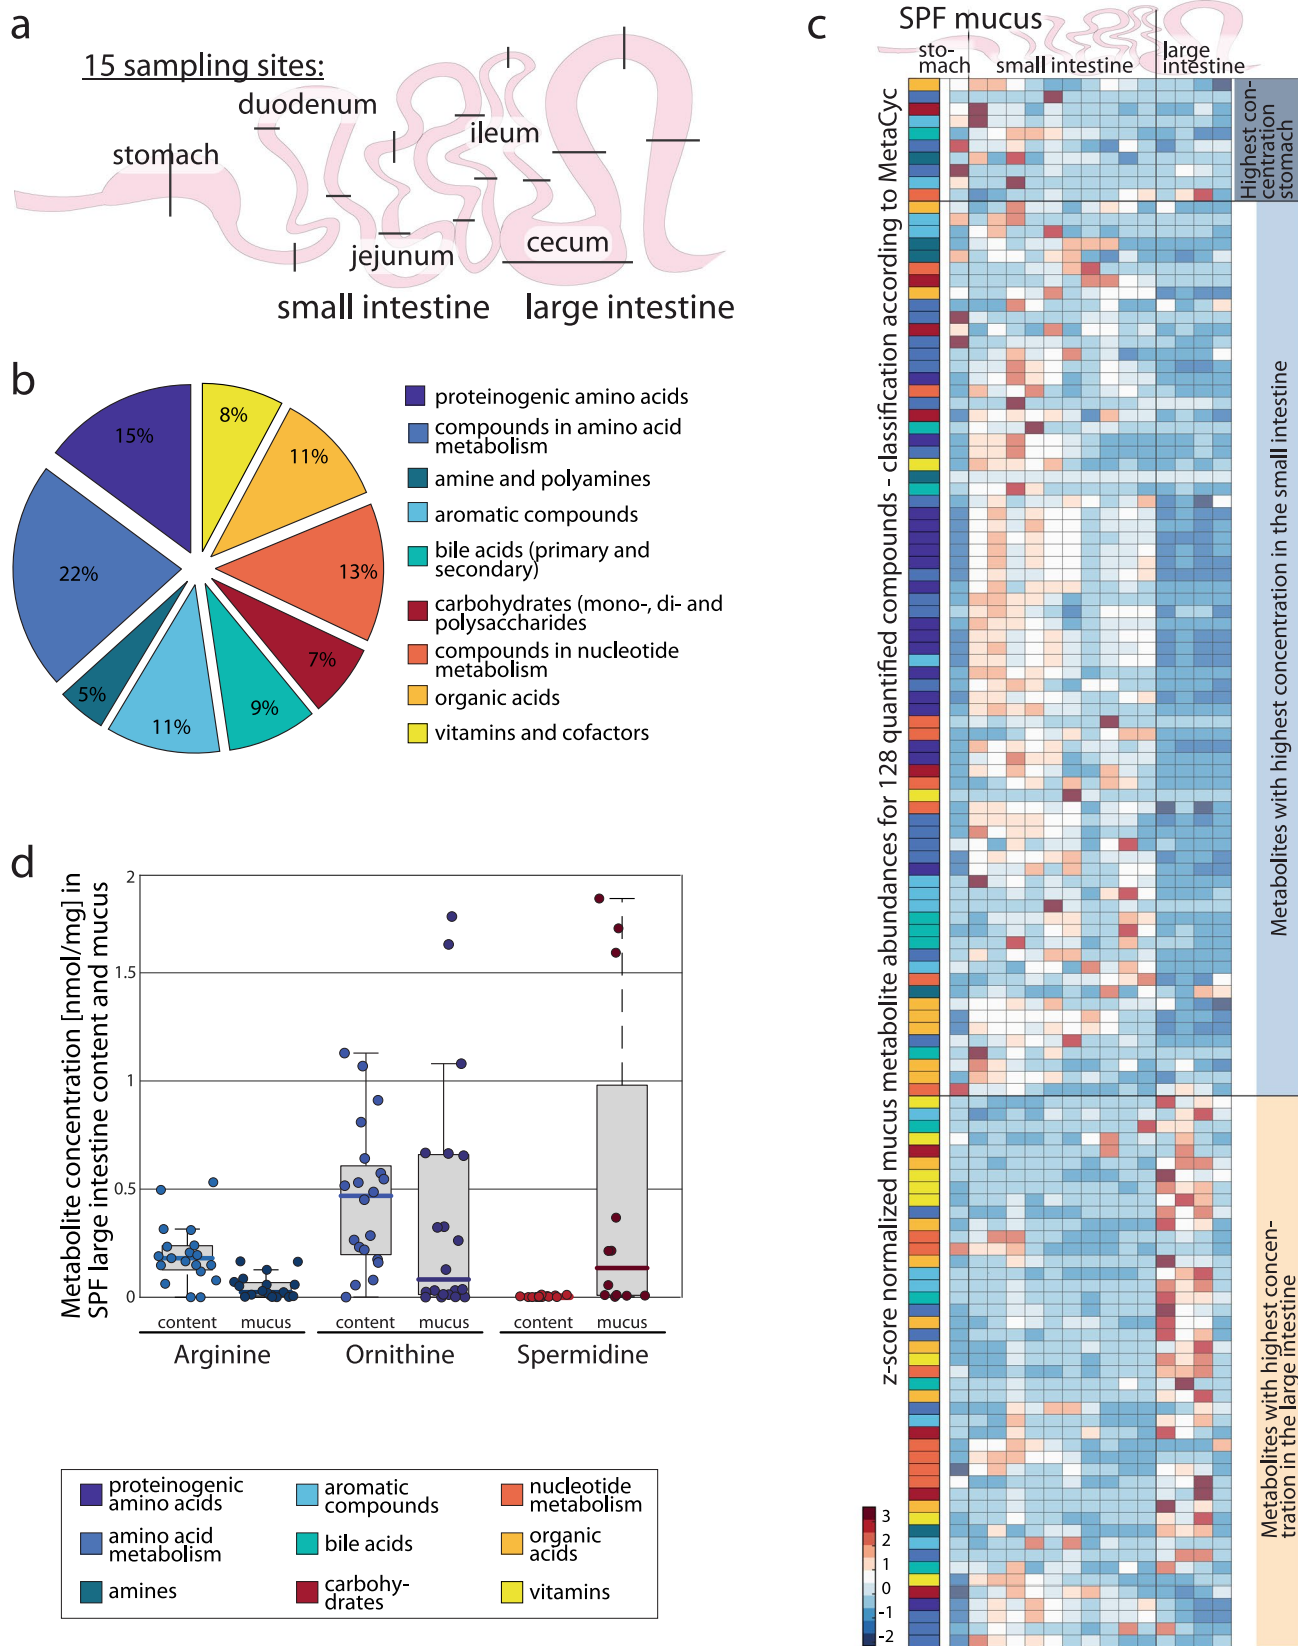 a
15 sampling sites:
duodenum
stomach
ileum
jejunum
cecum
small intestine
large intestine
b
15%
8%
11%
22%
13%
5%
11%
9%
7%
proteinogenic amino acids
compounds in amino acid
metabolism
amine and polyamines
aromatic compounds
bile acids (primary and
secondary)
carbohydrates (mono-, di- and
polysaccharides
compounds in nucleotide
metabolism
organic acids
vitamins and cofactors
c
SPF mucus
sto-
mach
small intestine
large
intestine
z-score normalized mucus metabolite abundances for 128 quantified compounds - classification according to MetaCyc
Highest con-
centration
stomach
Metabolites with highest concentration in the small intestine
Metabolites with highest concen-
tration in the large intestine
3
2
1
0
-1
-2
d
Metabolite concentration [nmol/mg] in
SPF large intestine content and mucus
2
1.5
1
0.5
0
content
mucus
content
mucus
content
mucus
Arginine
Ornithine
Spermidine
proteinogenic
amino acids
aromatic
compounds
nucleotide
metabolism
amino acid
metabolism
bile acids
organic
acids
amines
carbohy-
drates
vitamins